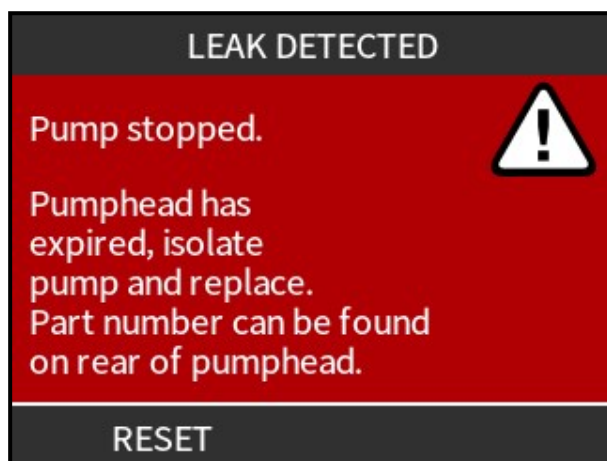 LEAK DETECTED
Pump stopped.
Pumphead has
expired, isolate
pump and replace.
Part number can be found
on rear of pumphead.
RESET